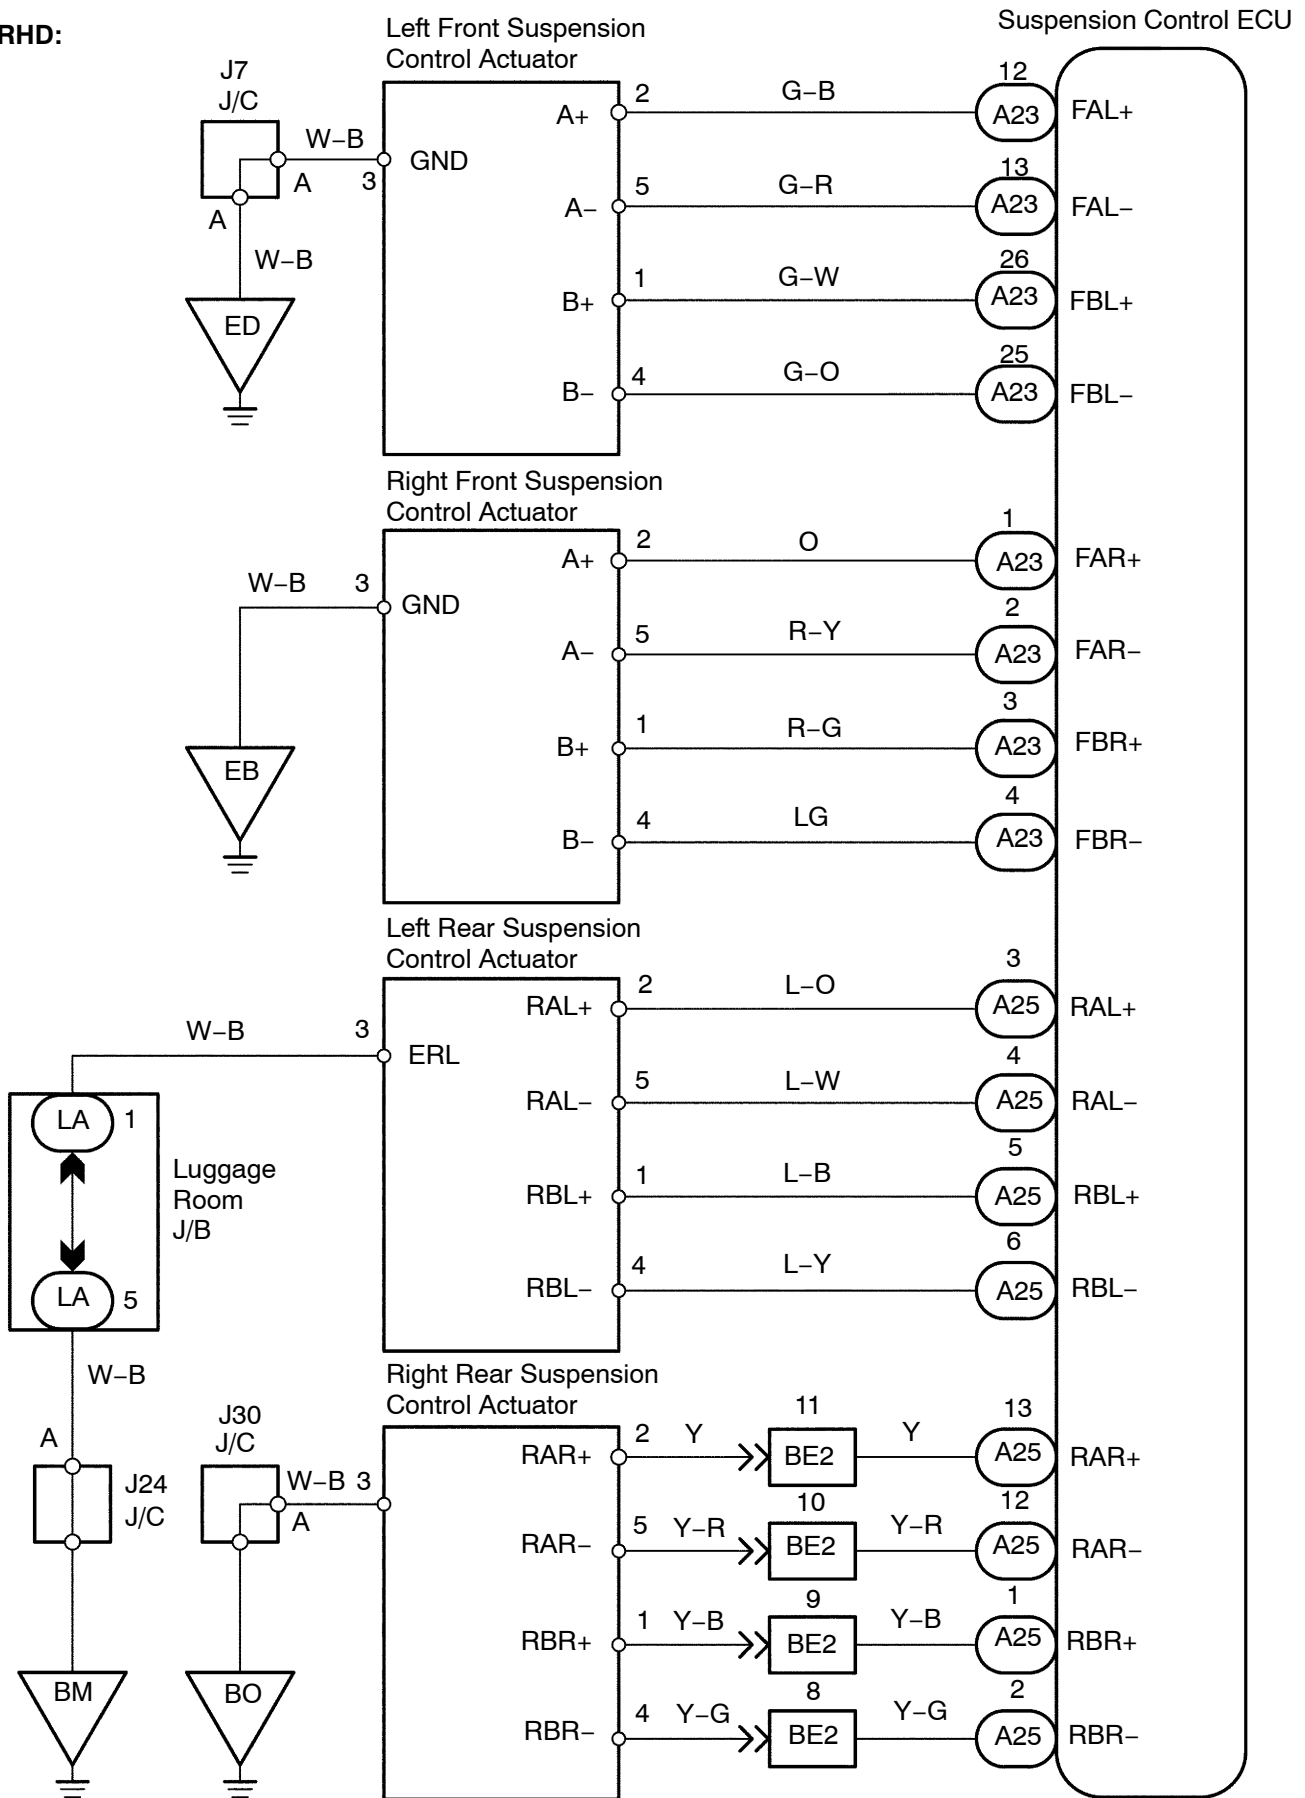 RHD:
Suspension Control ECU
Left Front Suspension
Control Actuator
J7
J/C
W–B
A
3
GND
A
W–B
ED
A+
2
G–B
12
A23
FAL+
A–
5
G–R
13
A23
FAL–
B+
1
G–W
26
A23
FBL+
B–
4
G–O
25
A23
FBL–
Right Front Suspension
Control Actuator
W–B
3
GND
EB
A+
2
O
1
A23
FAR+
A–
5
R–Y
2
A23
FAR–
B+
1
R–G
3
A23
FBR+
B–
4
LG
4
A23
FBR–
Left Rear Suspension
Control Actuator
W–B
3
ERL
LA
1
Luggage
Room
J/B
LA
5
W–B
A
J24
J/C
BM
RAL+
2
L–O
3
A25
RAL+
RAL–
5
L–W
4
A25
RAL–
RBL+
1
L–B
5
A25
RBL+
RBL–
4
L–Y
6
A25
RBL–
Right Rear Suspension
Control Actuator
J30
J/C
W–B
3
A
BO
RAR+
2
Y
11
BE2
Y
13
A25
RAR+
RAR–
5
Y–R
10
BE2
Y–R
12
A25
RAR–
RBR+
1
Y–B
9
BE2
Y–B
1
A25
RBR+
RBR–
4
Y–G
8
BE2
Y–G
2
A25
RBR–